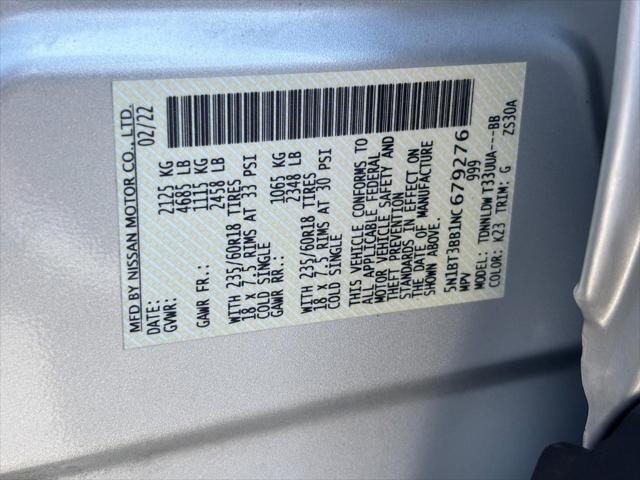 MFD BY NISSAN MOTOR CO., LTD.
DATE: 02/22
GVWR: 2125 KG
4685 LB
GAWR FR.: 1115 KG
2458 LB
WITH 235/60R18 TIRES
18 X 7.5 RIMS AT 33 PSI
COLD SINGLE
GAWR RR.: 1065 KG
2348 LB
WITH 235/60R18 TIRES
18 X 7.5 RIMS AT 30 PSI
COLD SINGLE
THIS VEHICLE CONFORMS TO
ALL APPLICABLE FEDERAL
MOTOR VEHICLE SAFETY AND
THEFT PREVENTION
STANDARDS IN EFFECT ON
THE DATE OF MANUFACTURE
SHOWN ABOVE.
5N1BT3BB1NC679276
MPV 999
MODEL: TDNNLDW T33UUA----BB
COLOR: K23 TRIM: G ZS30A